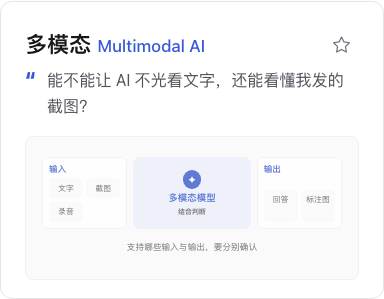 多模态 Multimodal AI
“ 能不能让 AI 不光看文字，还能看懂我发的
截图？
输入
文字 截图
录音
多模态模型
结合判断
输出
回答 标注图
支持哪些输入与输出，要分别确认